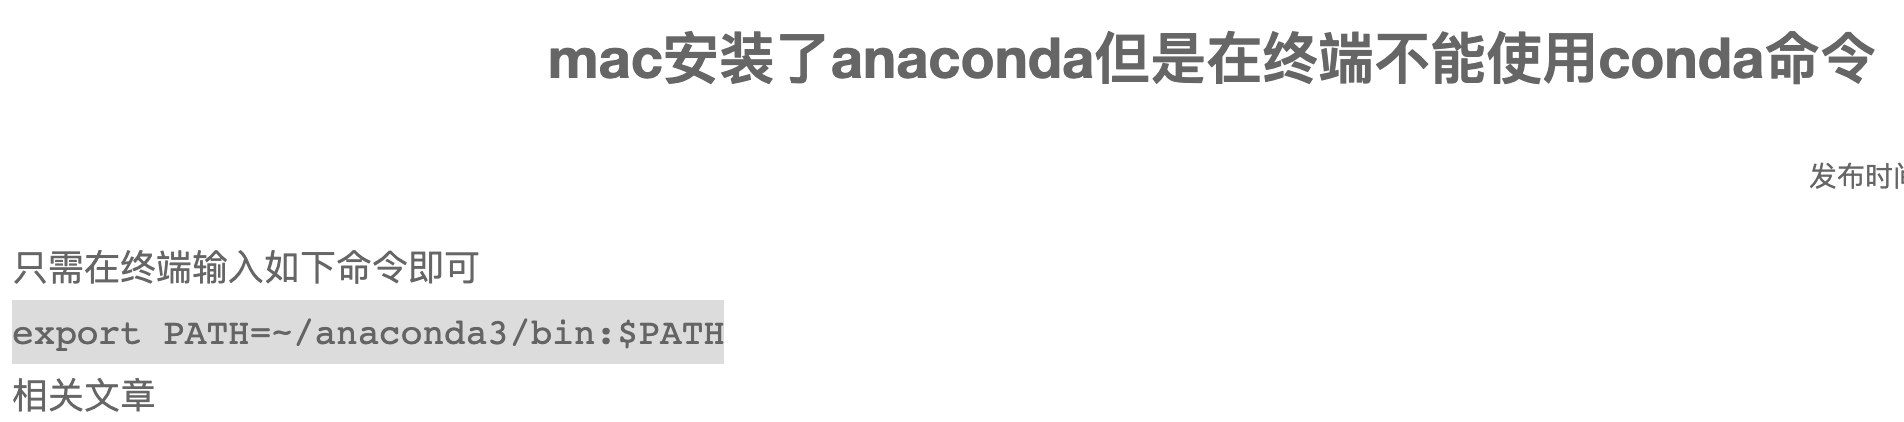 mac安装了anaconda但是在终端不能使用conda命令
发布时间
只需在终端输入如下命令即可
export PATH=~/anaconda3/bin:$PATH
相关文章